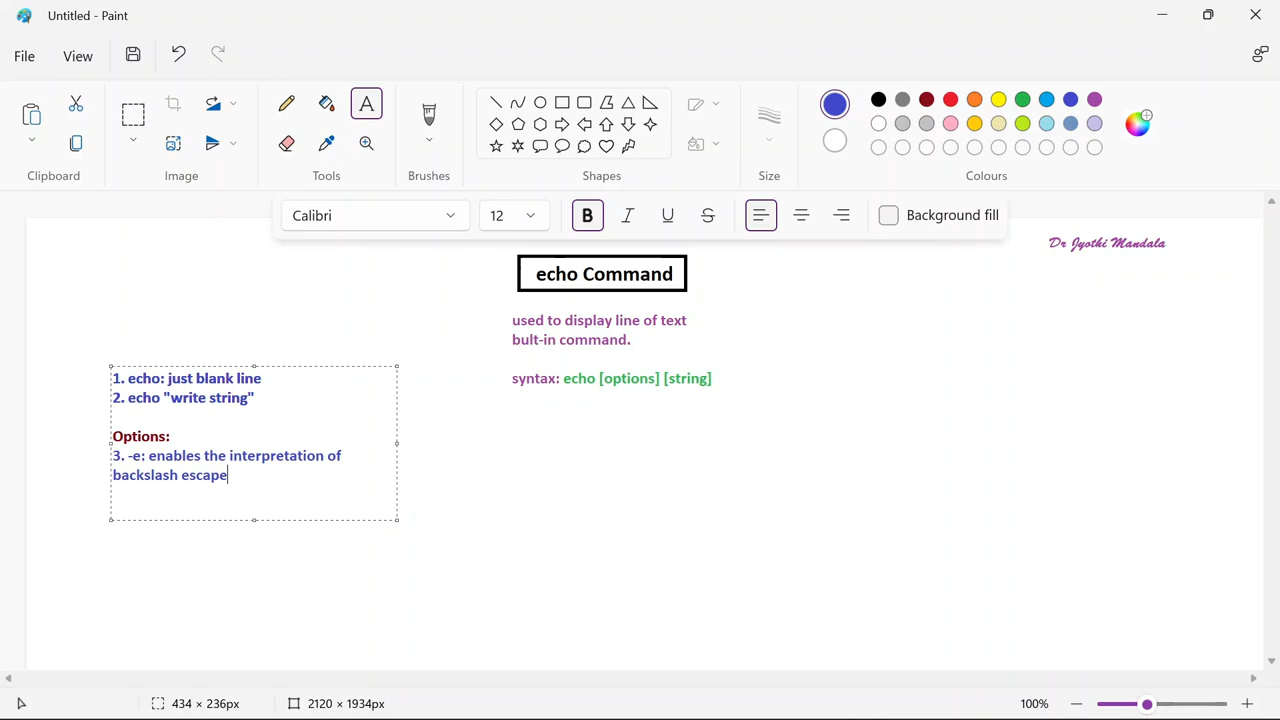 Untitled - Paint
File
View
Clipboard
Image
Tools
Brushes
Shapes
Size
Colours
Calibri
12
B
I
U
S
Background fill
Dr Jyothi Mandala
echo Command
used to display line of text
bult-in command.
syntax: echo [options] [string]
1. echo: just blank line
2. echo "write string"
Options:
3. -e: enables the interpretation of
backslash escape
434 × 236px
2120 × 1934px
100%